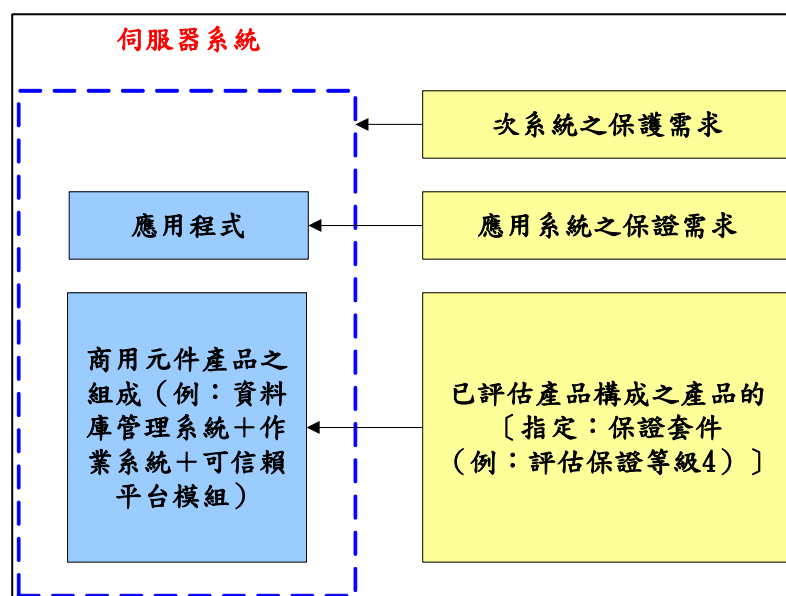 伺服器系統
次系統之保護需求
應用程式
應用系統之保證需求
商用元件產品之
組成（例：資料
庫管理系統＋作
業系統＋可信賴
平台模組）
已評估產品構成之產品的
〔指定：保證套件
（例：評估保證等級4）〕